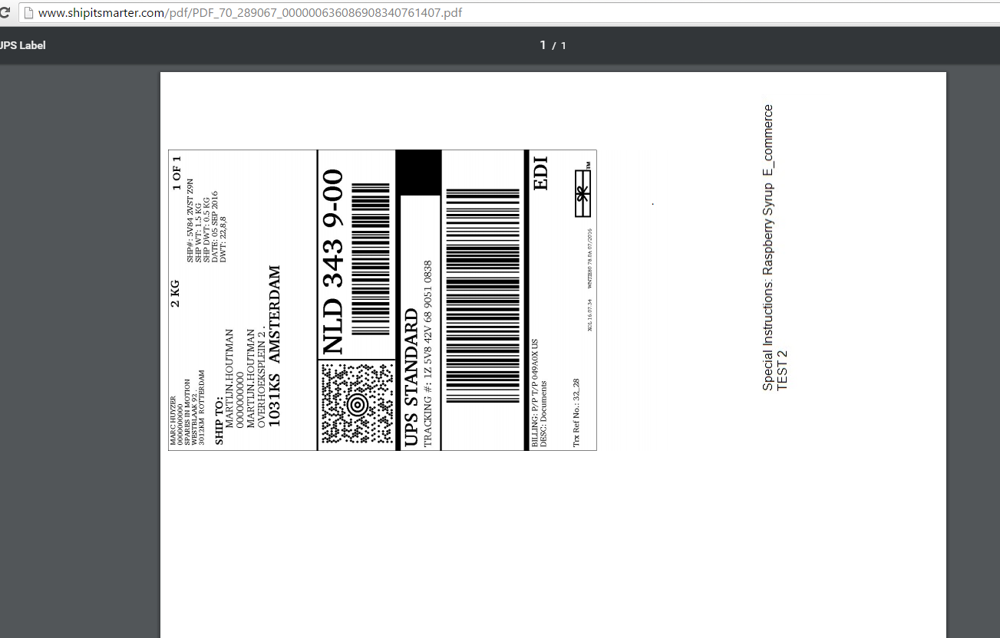 www.shipitsmarter.com/pdf/PDF_70_289067_000000636086908340761407.pdf
UPS Label
1 / 1
MARC HUYZER
0000000000
SPARES IN MOTION
WESTBLAAK 92 .
3012KM ROTTERDAM
2 KG
1 OF 1
SHP#: 5V84 2VST Z9N
SHP WT: 1.5 KG
SHP DWT: 0.5 KG
DATE: 05 SEP 2016
DWT: 22,8,8
SHIP TO:
MARTIJN.HOUTMAN
0000000000
MARTIJN.HOUTMAN
OVERHOEKSPLEIN 2 .
1031KS AMSTERDAM
NLD 343 9-00
UPS STANDARD
TRACKING #: 1Z 5V8 42V 68 9051 0838
BILLING: P/P T/P 049A0X US
DESC: Documents
EDI
Trx Ref No.: 32_28
XOL 16.07.34 WNTIE80 78.0A 07/2016
TM
Special Instructions: Raspberry Syrup E_commerce
TEST 2